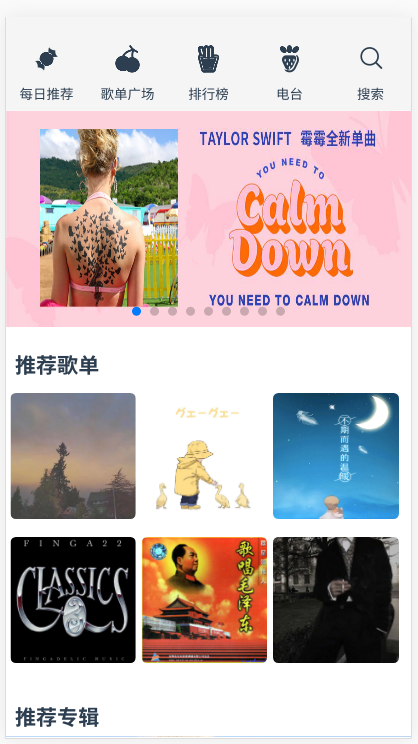 每日推荐
歌单广场
排行榜
电台
搜索
TAYLOR SWIFT 霉霉全新单曲
YOU NEED TO
Calm
Down
YOU NEED TO CALM DOWN
推荐歌单
グェーグェー
不期而遇的温暖
FINGA22
CLASSICS
2
FINGADELIC MUSIC
歌唱毛泽东
推荐专辑